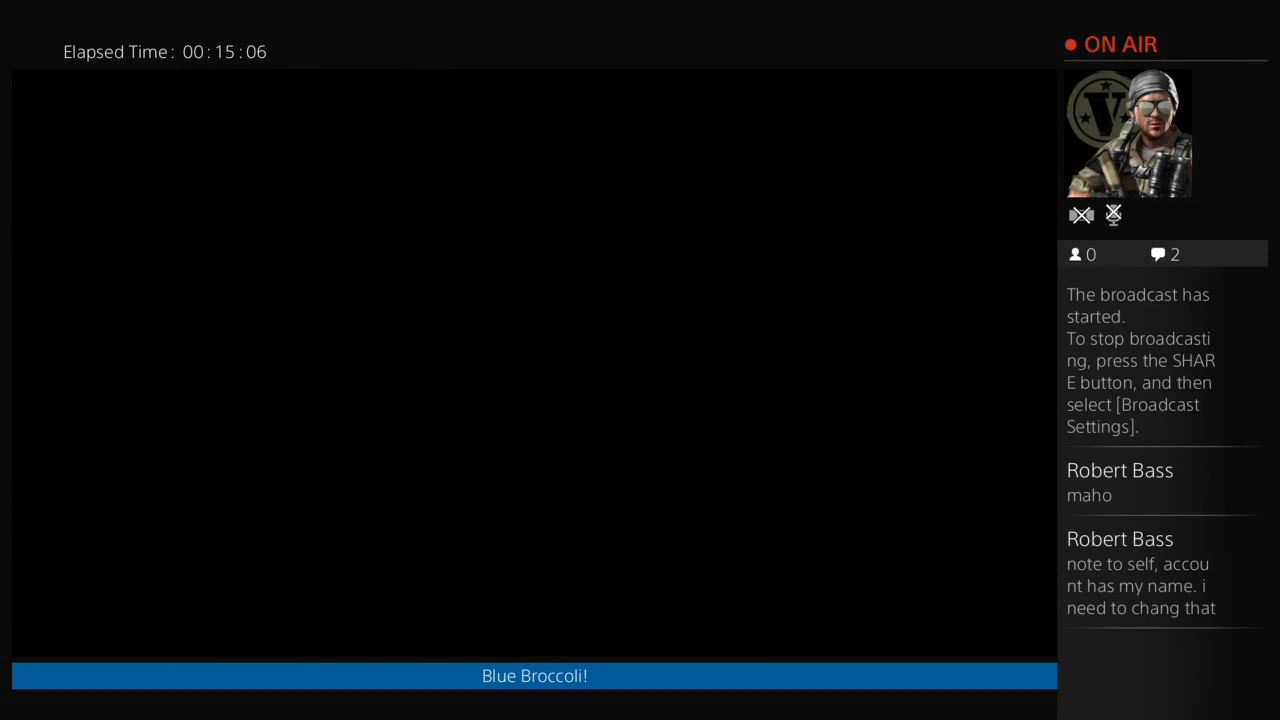 Elapsed Time: 00:15:06
ON AIR
V
0 2
The broadcast has
started.
To stop broadcasti
ng, press the SHAR
E button, and then
select [Broadcast
Settings].
Robert Bass
maho
Robert Bass
note to self, accou
nt has my name. i
need to chang that
Blue Broccoli!